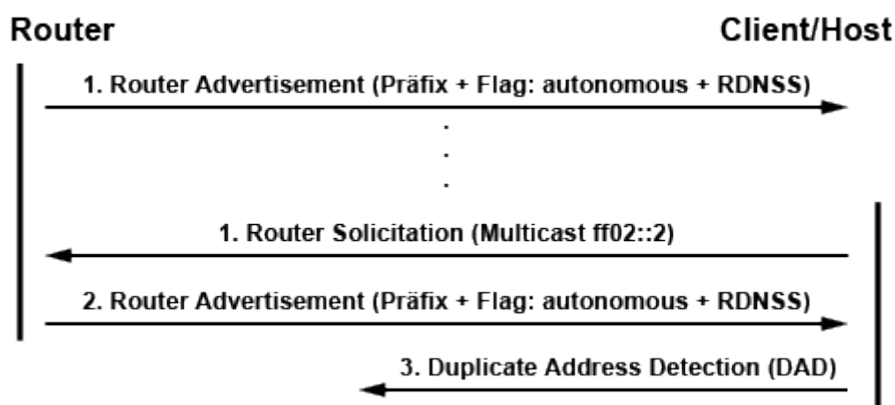 Router
Client/Host
1. Router Advertisement (Präfix + Flag: autonomous + RDNSS)
1. Router Solicitation (Multicast ff02::2)
2. Router Advertisement (Präfix + Flag: autonomous + RDNSS)
3. Duplicate Address Detection (DAD)